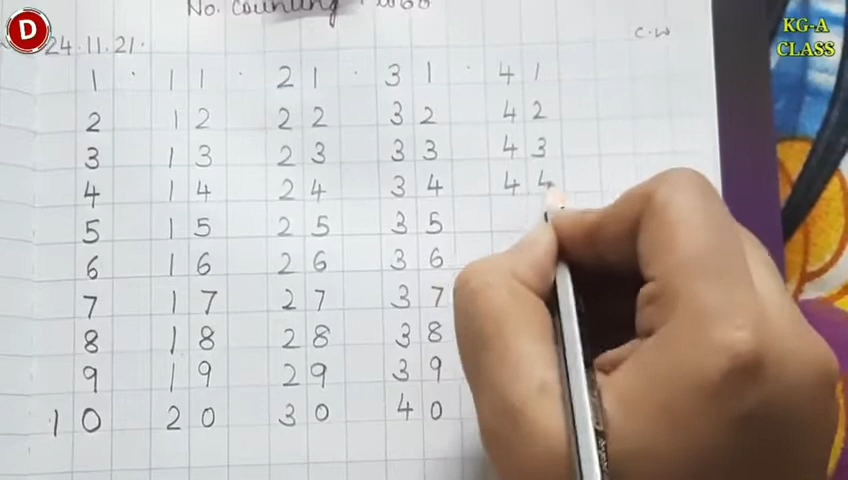 D
No. counting
KG-A
CLASS
24.11.21.
C.W
1 11 21 31 41
2 12 22 32 42
3 13 23 33 43
4 14 24 34 44
5 15 25 35
6 16 26 36
7 17 27 37
8 18 28 38
9 19 29 39
10 20 30 40